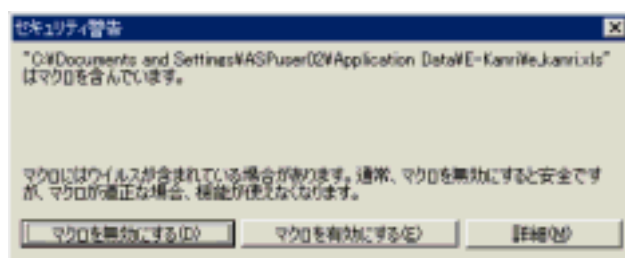 セキュリティ警告
"C:¥Documents and Settings¥ASPuser02¥Application Data¥E-Kanri¥e_kanri.xls"
はマクロを含んでいます。
マクロにはウイルスが含まれている場合があります。通常、マクロを無効にすると安全です
が、マクロが適正な場合、機能が使えなくなります。
マクロを無効にする(D)
マクロを有効にする(E)
詳細(M)